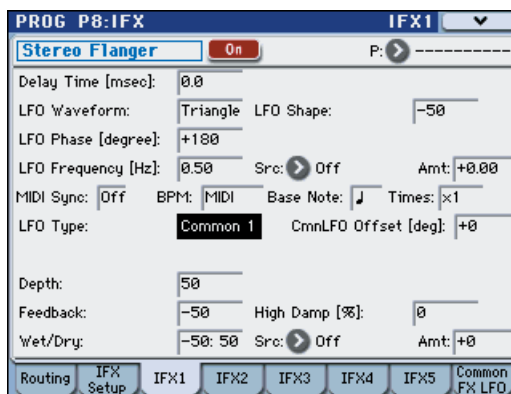 PROG P8:IFX IFX1
Stereo Flanger On P: ----------
Delay Time [msec]: 0.0
LFO Waveform: Triangle LFO Shape: -50
LFO Phase [degree]: +180
LFO Frequency [Hz]: 0.50 Src: Off Amt: +0.00
MIDI Sync: Off BPM: MIDI Base Note: ♩ Times: x1
LFO Type: Common 1 CmnLFO Offset [deg]: +0
Depth: 50
Feedback: -50 High Damp [%]: 0
Wet/Dry: -50: 50 Src: Off Amt: +0
Routing IFX Setup IFX1 IFX2 IFX3 IFX4 IFX5 Common FX LFO